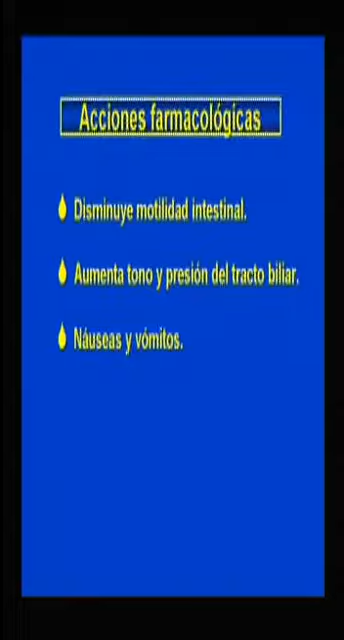 Acciones farmacológicas
Disminuye motilidad intestinal.
Aumenta tono y presión del tracto biliar.
Náuseas y vómitos.